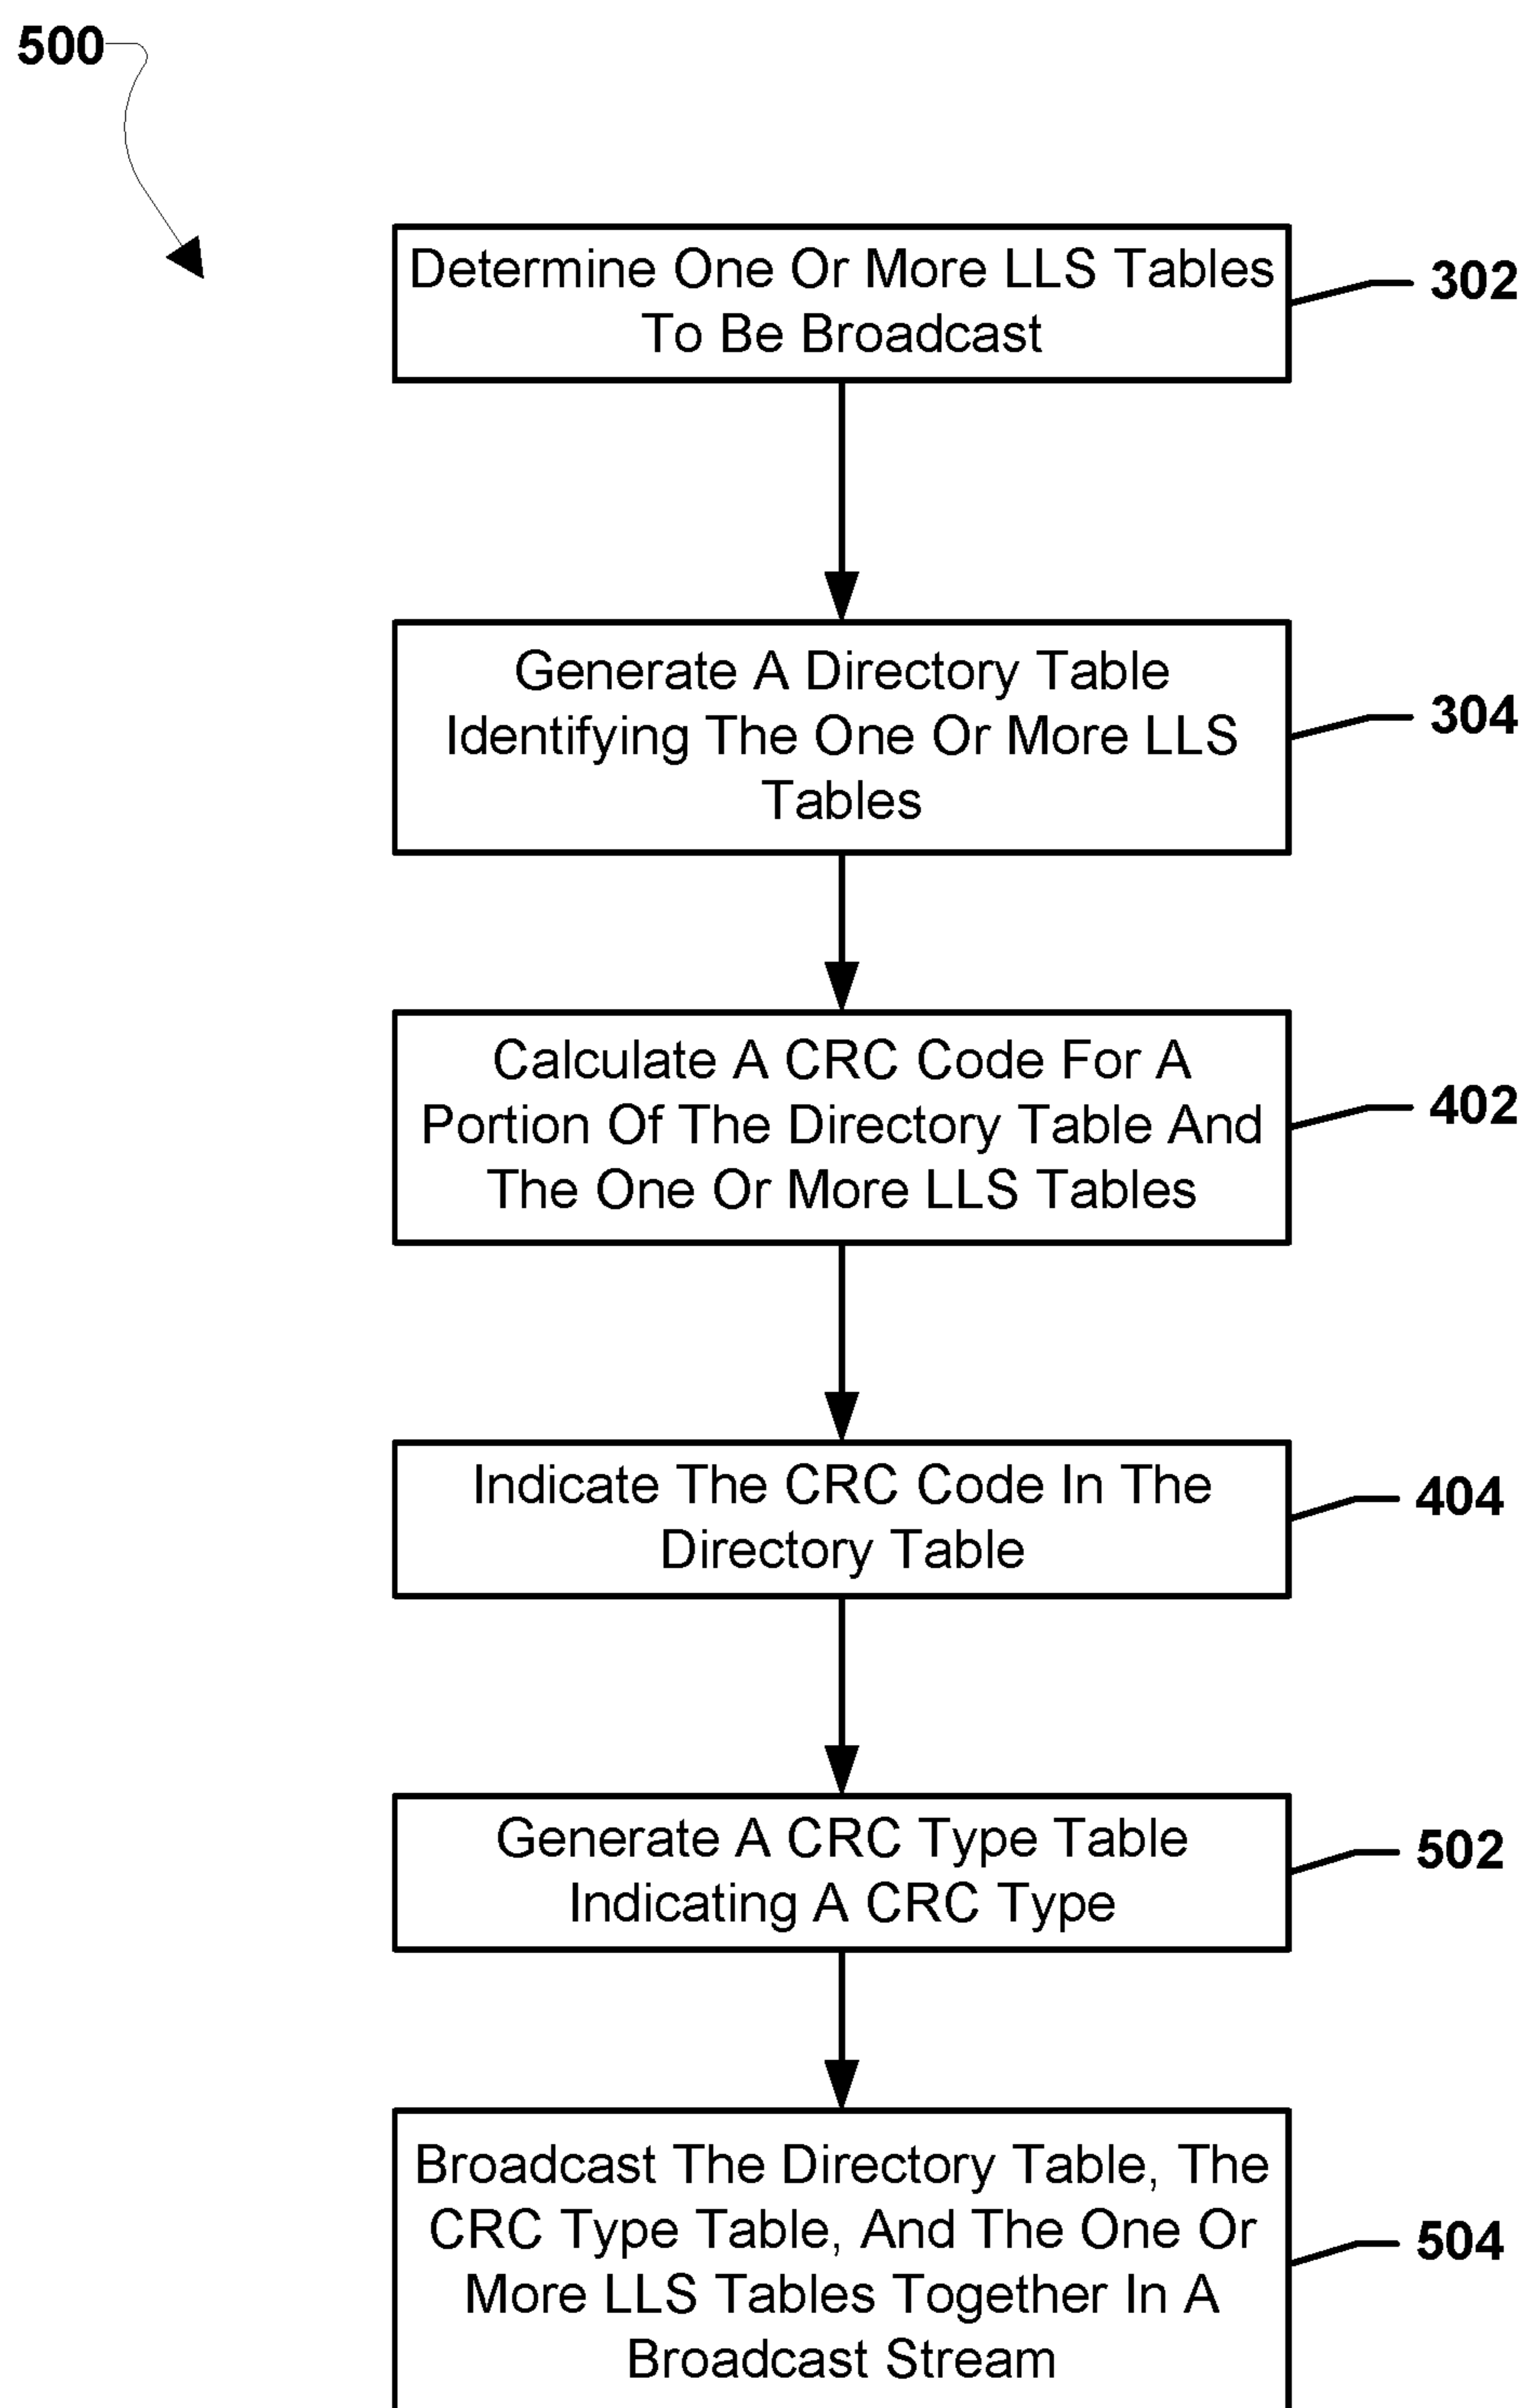 500
Determine One Or More LLS Tables
To Be Broadcast
302
Generate A Directory Table
Identifying The One Or More LLS
Tables
304
Calculate A CRC Code For A
Portion Of The Directory Table And
The One Or More LLS Tables
402
Indicate The CRC Code In The
Directory Table
404
Generate A CRC Type Table
Indicating A CRC Type
502
Broadcast The Directory Table, The
CRC Type Table, And The One Or
More LLS Tables Together In A
Broadcast Stream
504